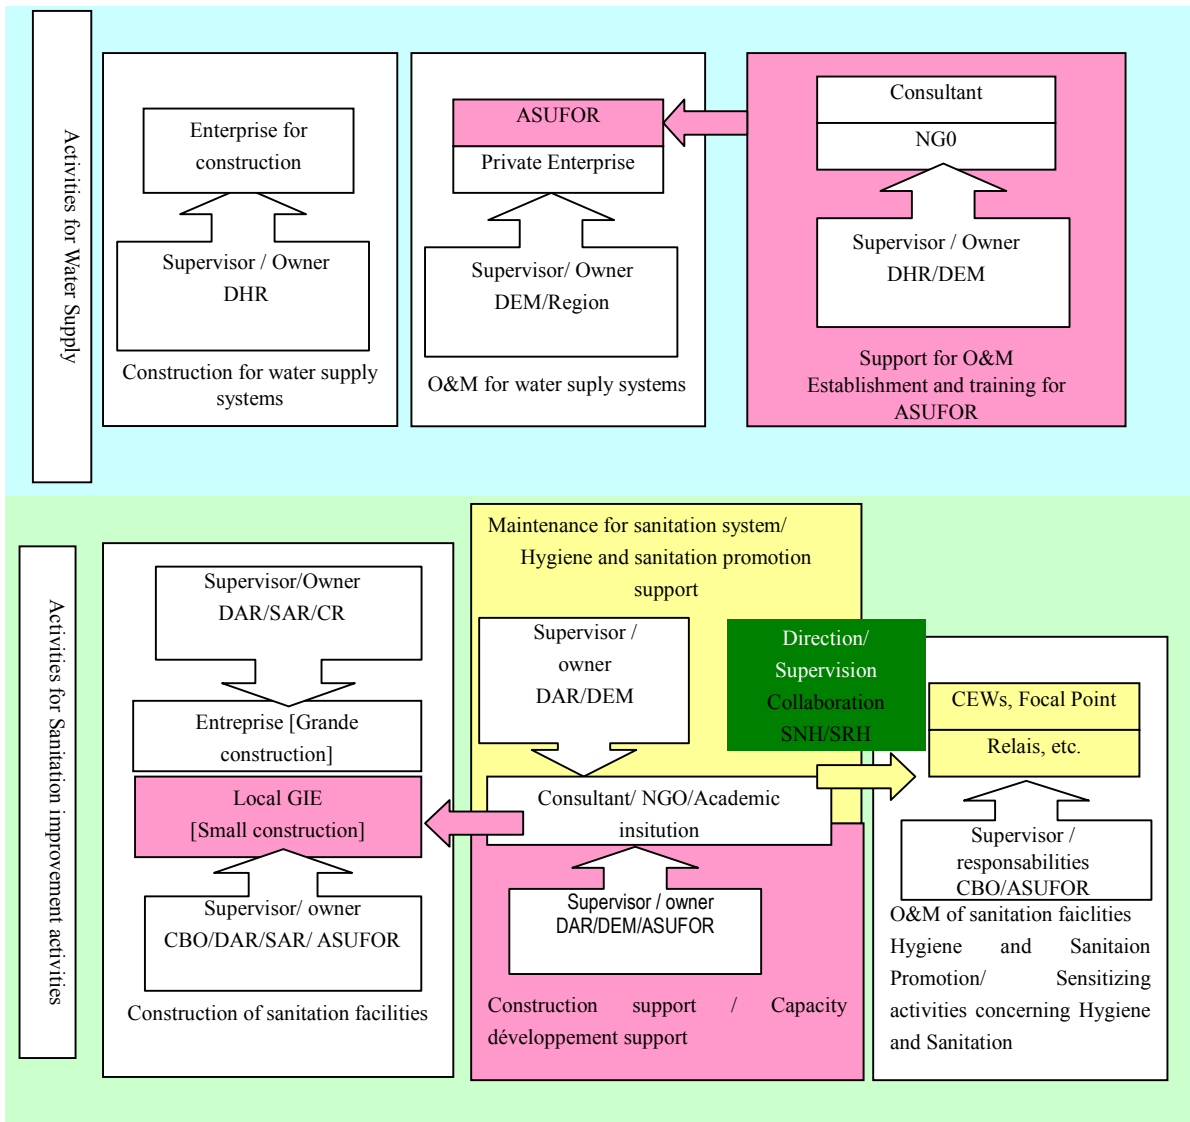 Activities for Water Supply
Enterprise for
construction
Supervisor / Owner
DHR
Construction for water supply
systems
ASUFOR
Private Enterprise
Supervisor/ Owner
DEM/Region
O&M for water suply systems
Consultant
NG0
Supervisor / Owner
DHR/DEM
Support for O&M
Establishment and training for
ASUFOR
Activities for Sanitation improvement activities
Supervisor/Owner
DAR/SAR/CR
Entreprise [Grande
construction]
Local GIE
[Small construction]
Supervisor/ owner
CBO/DAR/SAR/ ASUFOR
Construction of sanitation facilities
Maintenance for sanitation system/
Hygiene and sanitation promotion
support
Supervisor /
owner
DAR/DEM
Consultant/ NGO/Academic
insitution
Supervisor / owner
DAR/DEM/ASUFOR
Construction support / Capacity
développement support
Direction/
Supervision
Collaboration
SNH/SRH
CEWs, Focal Point
Relais, etc.
Supervisor /
responsabilities
CBO/ASUFOR
O&M of sanitation faiclities
Hygiene and Sanitaion
Promotion/ Sensitizing
activities concerning Hygiene
and Sanitation